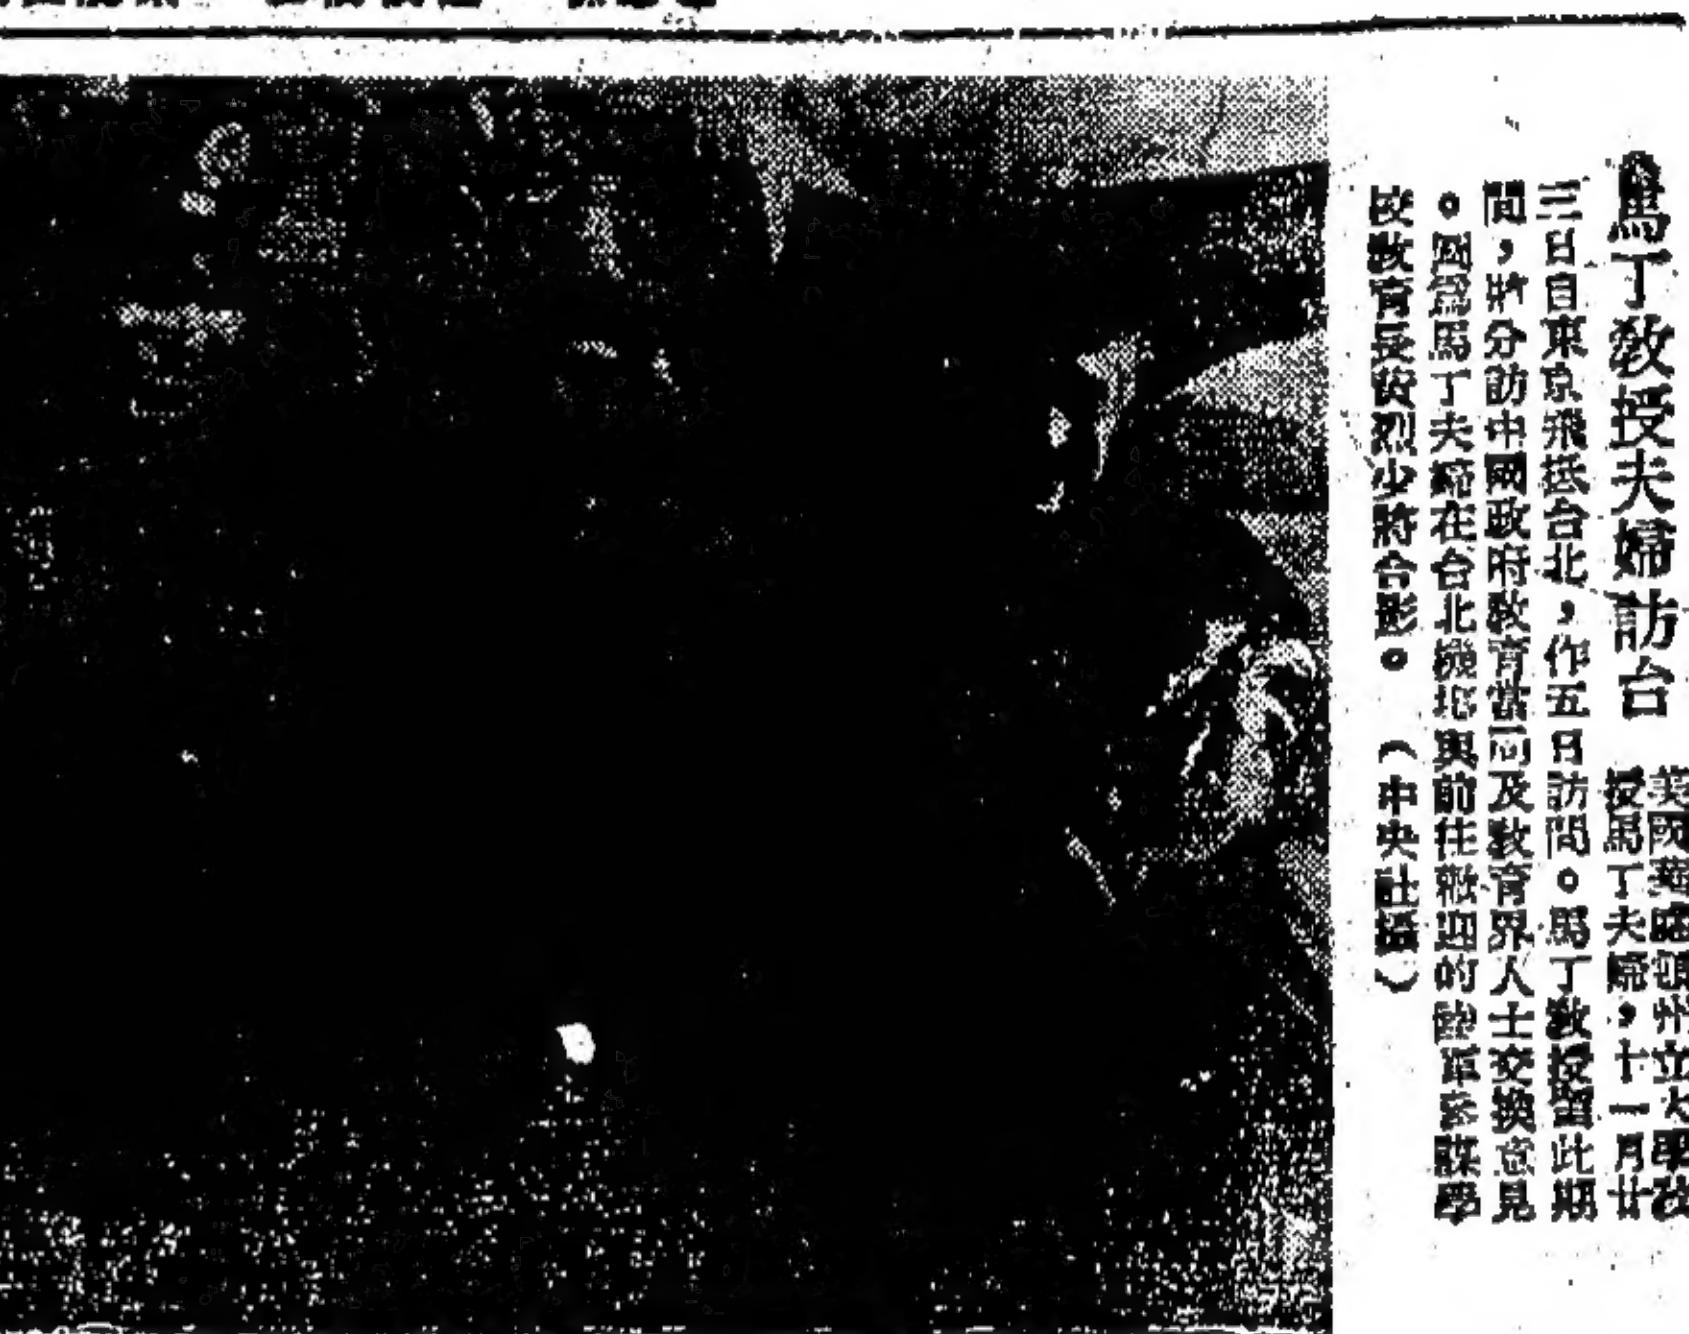 馬丁教授夫婦訪台
美國華盛頓州立大學教
授馬丁夫婦，十一月廿
三日自東京飛抵台北，作五日訪問。馬丁教授留此期
間，將分訪中國政府教育當局及教育界人士交換意見
。圖爲馬丁夫婦在台北機場與前往歡迎的陸軍參謀學
校教育長黃烈少將合影。（中央社攝）